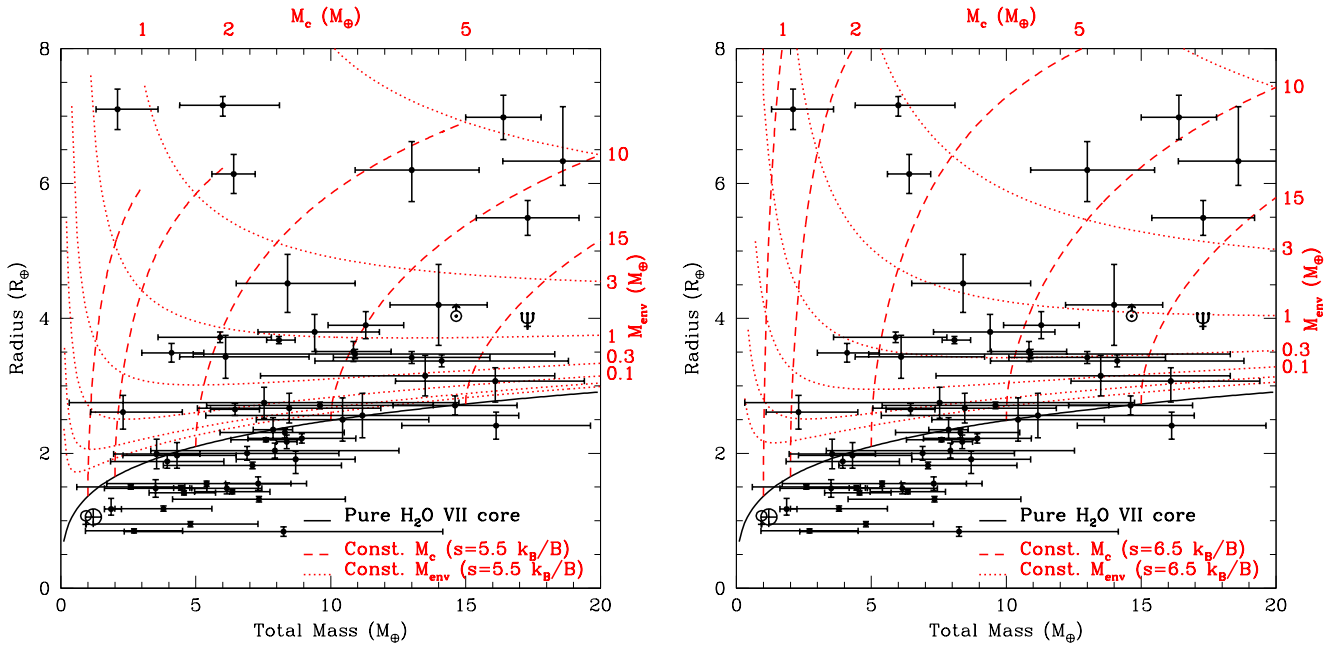 M_c (M_⊕)
1 2 5
8
6
4
2
0
Radius (R_⊕)
10
15
3
1
0.3
0.1
M_env (M_⊕)
Pure H₂O VII core
Const. M_c (s=5.5 k_B/B)
Const. M_env (s=5.5 k_B/B)
0 5 10 15 20
Total Mass (M_⊕)
M_c (M_⊕)
1 2 5
8
6
4
2
0
Radius (R_⊕)
10
15
3
1
0.3
0.1
M_env (M_⊕)
Pure H₂O VII core
Const. M_c (s=6.5 k_B/B)
Const. M_env (s=6.5 k_B/B)
0 5 10 15 20
Total Mass (M_⊕)